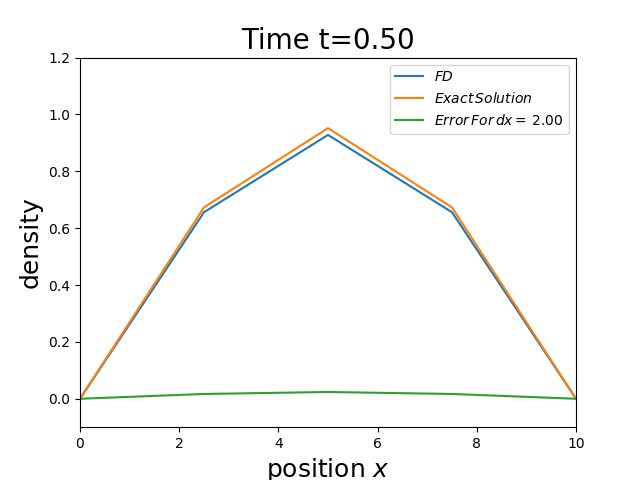 Time t=0.50
FD
Exact Solution
Error For dx = 2.00
1.2
1.0
0.8
0.6
0.4
0.2
0.0
density
0 2 4 6 8 10
position x